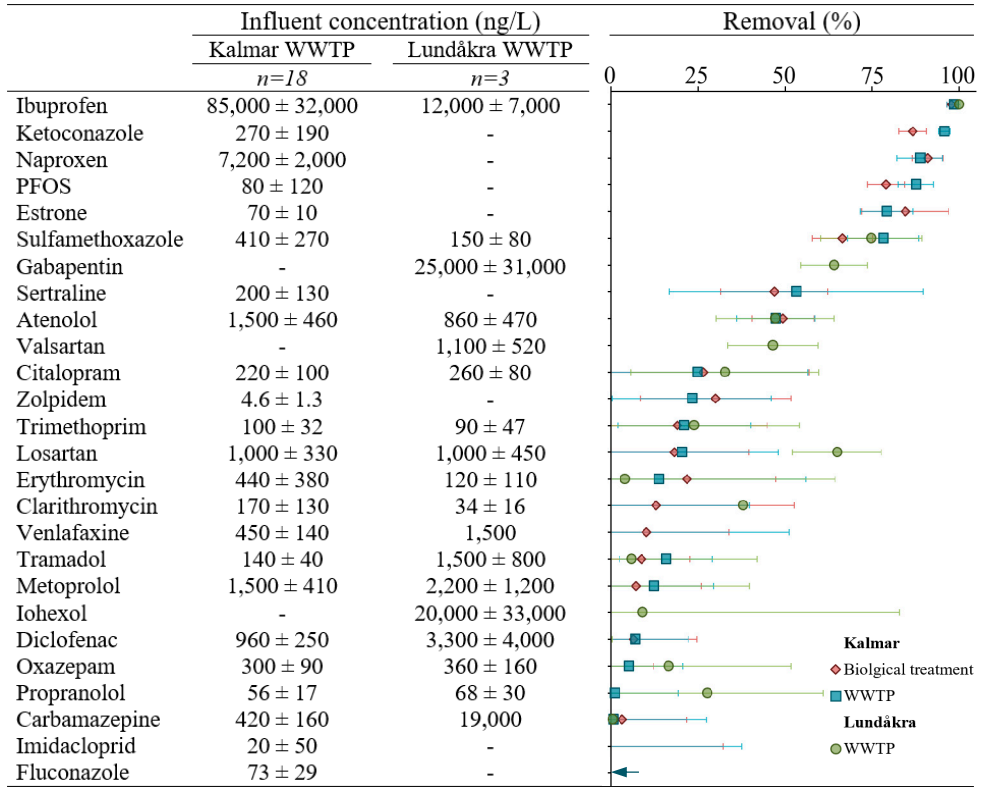 Influent concentration (ng/L) Removal (%)
Kalmar WWTP Lundåkra WWTP
n=18 n=3
0 25 50 75 100
Ibuprofen 85,000 ± 32,000 12,000 ± 7,000
Ketoconazole 270 ± 190 -
Naproxen 7,200 ± 2,000 -
PFOS 80 ± 120 -
Estrone 70 ± 10 -
Sulfamethoxazole 410 ± 270 150 ± 80
Gabapentin - 25,000 ± 31,000
Sertraline 200 ± 130 -
Atenolol 1,500 ± 460 860 ± 470
Valsartan - 1,100 ± 520
Citalopram 220 ± 100 260 ± 80
Zolpidem 4.6 ± 1.3 -
Trimethoprim 100 ± 32 90 ± 47
Losartan 1,000 ± 330 1,000 ± 450
Erythromycin 440 ± 380 120 ± 110
Clarithromycin 170 ± 130 34 ± 16
Venlafaxine 450 ± 140 1,500
Tramadol 140 ± 40 1,500 ± 800
Metoprolol 1,500 ± 410 2,200 ± 1,200
Iohexol - 20,000 ± 33,000
Diclofenac 960 ± 250 3,300 ± 4,000
Oxazepam 300 ± 90 360 ± 160
Propranolol 56 ± 17 68 ± 30
Carbamazepine 420 ± 160 19,000
Imidacloprid 20 ± 50 -
Fluconazole 73 ± 29 -
Kalmar
Biolgical treatment
WWTP
Lundåkra
WWTP